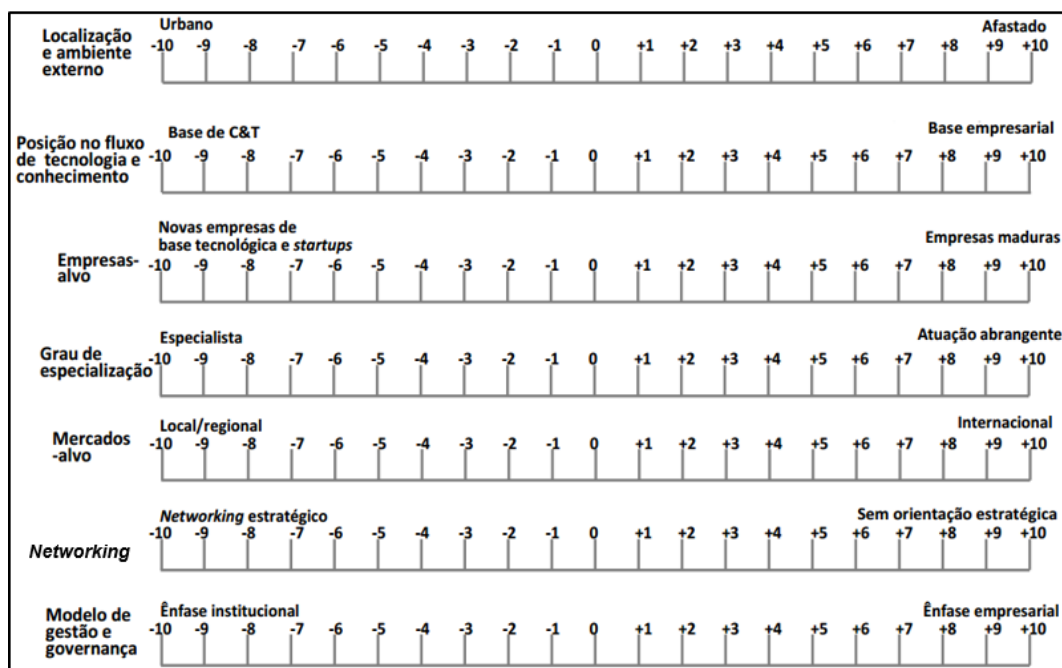 Localização e ambiente externo
Urbano Afastado
-10 -9 -8 -7 -6 -5 -4 -3 -2 -1 0 +1 +2 +3 +4 +5 +6 +7 +8 +9 +10
Posição no fluxo de tecnologia e conhecimento
Base de C&T Base empresarial
-10 -9 -8 -7 -6 -5 -4 -3 -2 -1 0 +1 +2 +3 +4 +5 +6 +7 +8 +9 +10
Empresas-alvo
Novas empresas de
base tecnológica e startups Empresas maduras
-10 -9 -8 -7 -6 -5 -4 -3 -2 -1 0 +1 +2 +3 +4 +5 +6 +7 +8 +9 +10
Grau de especialização
Especialista Atuação abrangente
-10 -9 -8 -7 -6 -5 -4 -3 -2 -1 0 +1 +2 +3 +4 +5 +6 +7 +8 +9 +10
Mercados -alvo
Local/regional Internacional
-10 -9 -8 -7 -6 -5 -4 -3 -2 -1 0 +1 +2 +3 +4 +5 +6 +7 +8 +9 +10
Networking
Networking estratégico Sem orientação estratégica
-10 -9 -8 -7 -6 -5 -4 -3 -2 -1 0 +1 +2 +3 +4 +5 +6 +7 +8 +9 +10
Modelo de gestão e governança
Ênfase institucional Ênfase empresarial
-10 -9 -8 -7 -6 -5 -4 -3 -2 -1 0 +1 +2 +3 +4 +5 +6 +7 +8 +9 +10